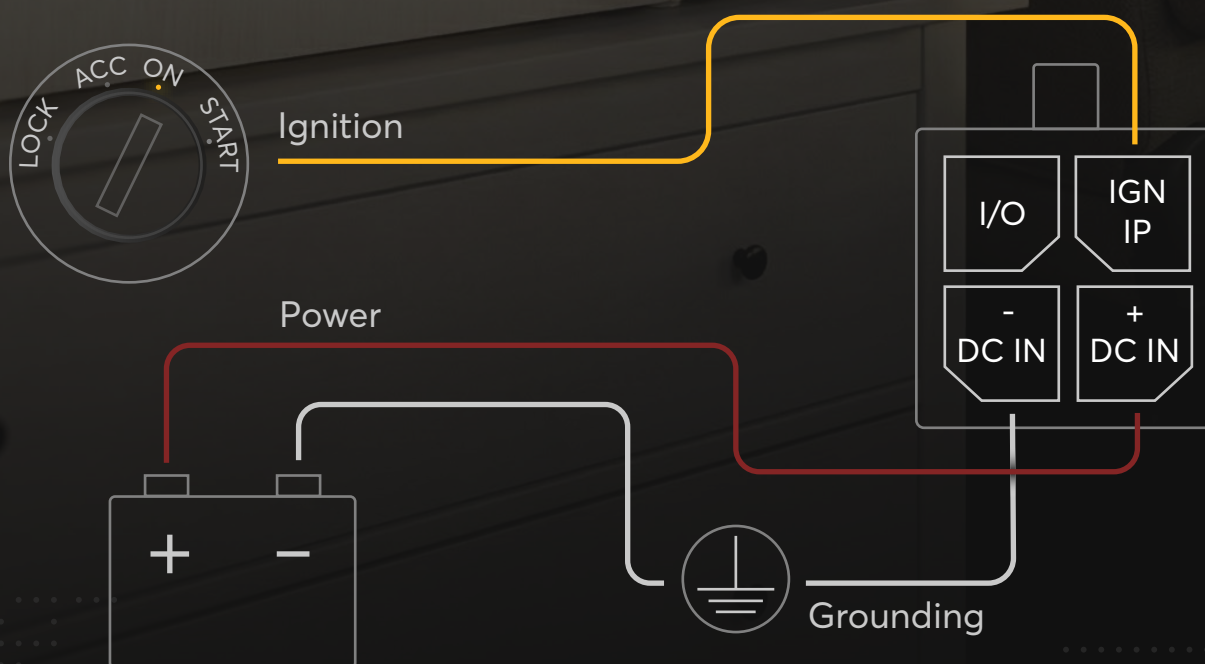 LOCK
ACC
ON
START
Ignition
I/O
IGN
IP
Power
-
DC IN
+
DC IN
+
−
Grounding